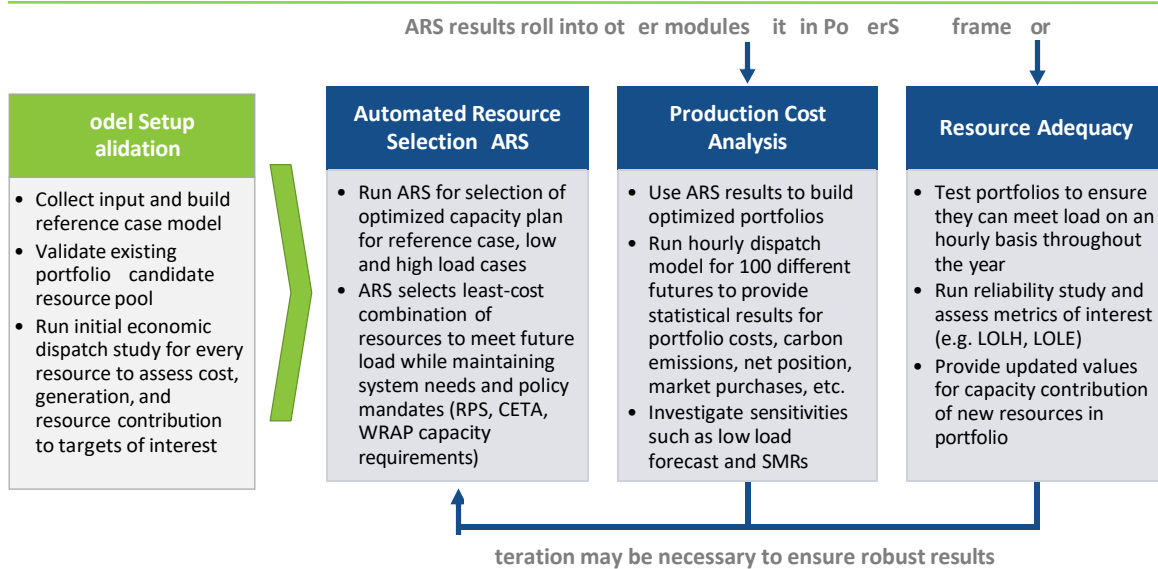 ARS results roll into ot er modules it in Po erS frame or
odel Setup
alidation
• Collect input and build
reference case model
• Validate existing
portfolio candidate
resource pool
• Run initial economic
dispatch study for every
resource to assess cost,
generation, and
resource contribution
to targets of interest
Automated Resource
Selection ARS
• Run ARS for selection of
optimized capacity plan
for reference case, low
and high load cases
• ARS selects least-cost
combination of
resources to meet future
load while maintaining
system needs and policy
mandates (RPS, CETA,
WRAP capacity
requirements)
Production Cost
Analysis
• Use ARS results to build
optimized portfolios
• Run hourly dispatch
model for 100 different
futures to provide
statistical results for
portfolio costs, carbon
emissions, net position,
market purchases, etc.
• Investigate sensitivities
such as low load
forecast and SMRs
Resource Adequacy
• Test portfolios to ensure
they can meet load on an
hourly basis throughout
the year
• Run reliability study and
assess metrics of interest
(e.g. LOLH, LOLE)
• Provide updated values
for capacity contribution
of new resources in
portfolio
teration may be necessary to ensure robust results